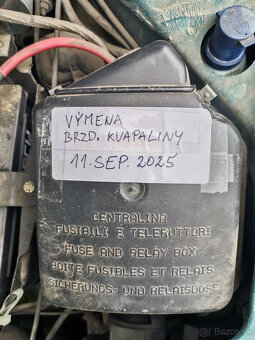 VÝMENA
BRZD. KVAPALINY
11. SEP. 2025
CENTRALINA
FUSIBILI E TELERUTTORI
FUSE AND RELAY BOX
BOITE FUSIBLES ET RELAIS
SICHERUNGS- UND RELAISDOSE